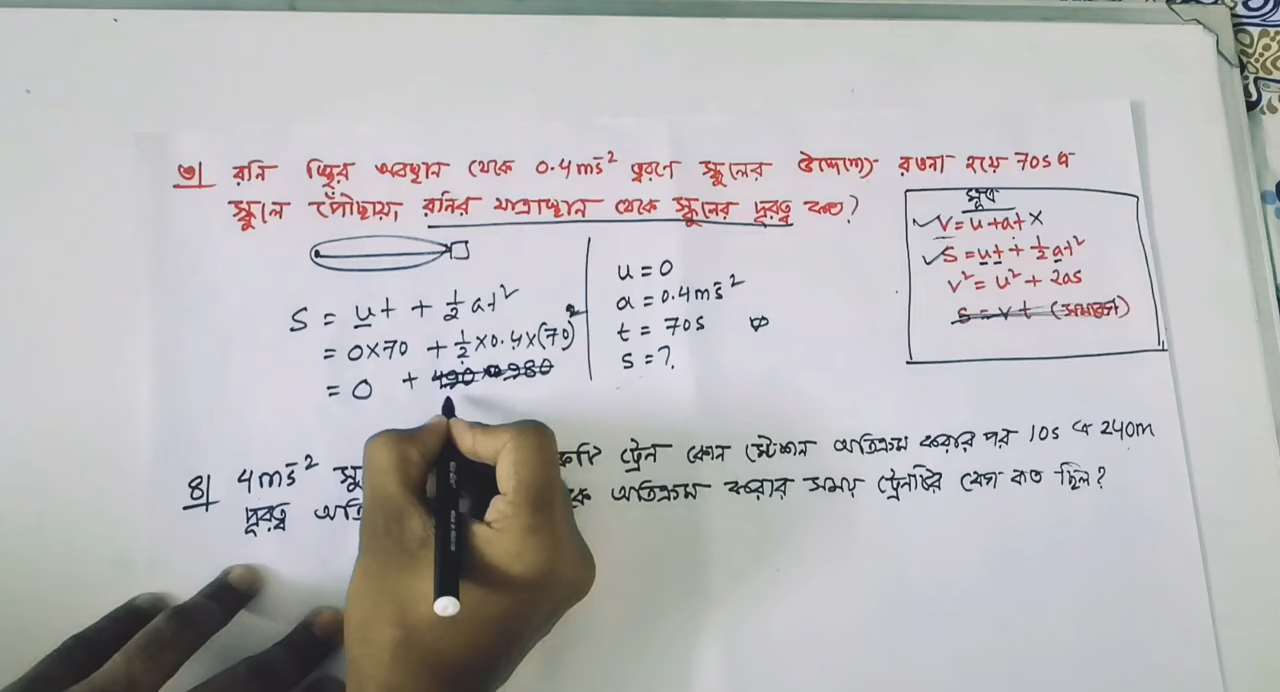 ৩| রনি স্থির অবস্থান থেকে 0.4ms⁻² ত্বরণে স্কুলের উদ্দেশ্যে রওনা হয়ে 70s এ
স্কুলে পৌঁছায়, রনির যাত্রাস্থান থেকে স্কুলের দূরত্ব কত?
S = ut + ½at²
= 0×70 + ½×0.4×(70)²
= 0 +
u = 0
a = 0.4ms⁻²
t = 70s
s = ?
সূত্র
✓ v = u+at ×
✓ s = ut + ½at²
v² = u² + 2as
s = vt (সমবেগ)
৪| 4ms⁻² ট্রেন কোন স্টেশন অতিক্রম করার পর 10s এ 240m
দূরত্ব অতিক্রম করার সময় ট্রেনটির বেগ কত ছিল?